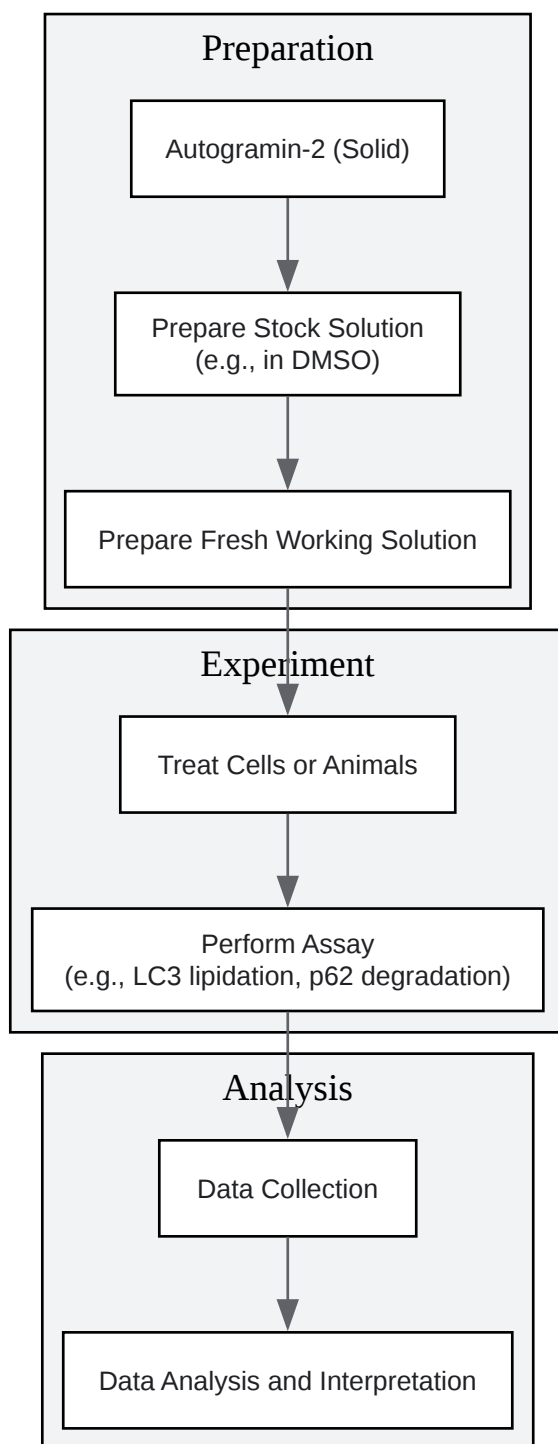 Preparation
Autogramin-2 (Solid)
Prepare Stock Solution
(e.g., in DMSO)
Prepare Fresh Working Solution
Experiment
Treat Cells or Animals
Perform Assay
(e.g., LC3 lipidation, p62 degradation)
Analysis
Data Collection
Data Analysis and Interpretation